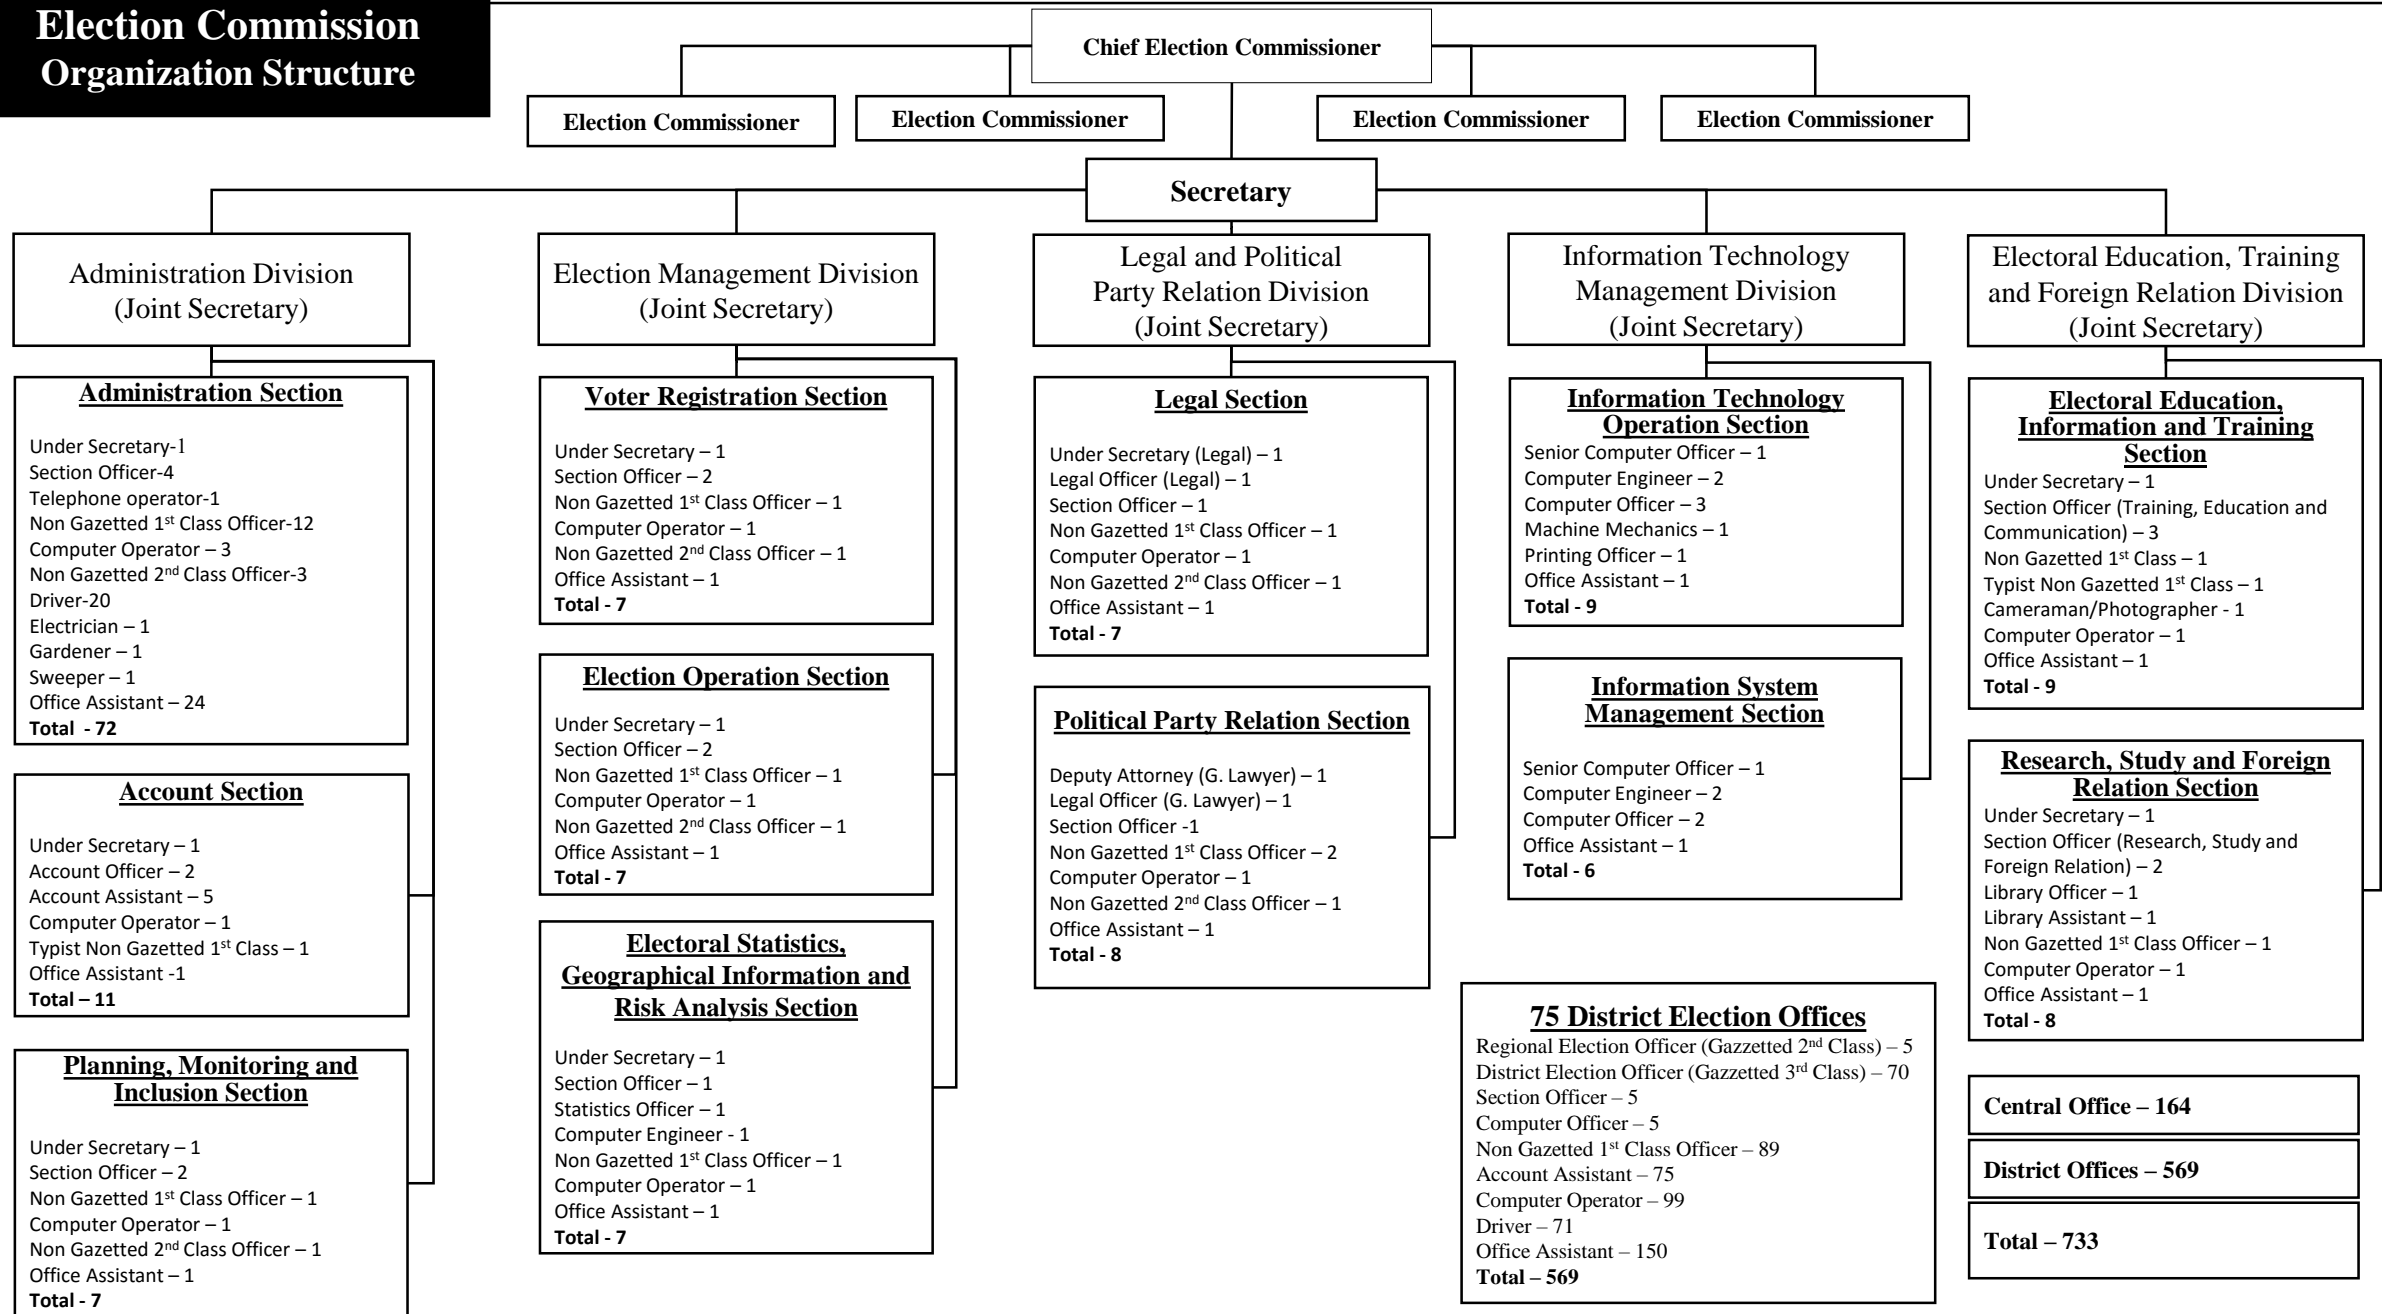 Election Commission
Organization Structure
Chief Election Commissioner
Election Commissioner
Election Commissioner
Election Commissioner
Election Commissioner
Secretary
Administration Division
(Joint Secretary)
Election Management Division
(Joint Secretary)
Legal and Political
Party Relation Division
(Joint Secretary)
Information Technology
Management Division
(Joint Secretary)
Electoral Education, Training
and Foreign Relation Division
(Joint Secretary)
Administration Section
Under Secretary-1
Section Officer-4
Telephone operator-1
Non Gazetted 1st Class Officer-12
Computer Operator – 3
Non Gazetted 2nd Class Officer-3
Driver-20
Electrician – 1
Gardener – 1
Sweeper – 1
Office Assistant – 24
Total - 72
Account Section
Under Secretary – 1
Account Officer – 2
Account Assistant – 5
Computer Operator – 1
Typist Non Gazetted 1st Class – 1
Office Assistant -1
Total – 11
Planning, Monitoring and
Inclusion Section
Under Secretary – 1
Section Officer – 2
Non Gazetted 1st Class Officer – 1
Computer Operator – 1
Non Gazetted 2nd Class Officer – 1
Office Assistant – 1
Total - 7
Voter Registration Section
Under Secretary – 1
Section Officer – 2
Non Gazetted 1st Class Officer – 1
Computer Operator – 1
Non Gazetted 2nd Class Officer – 1
Office Assistant – 1
Total - 7
Election Operation Section
Under Secretary – 1
Section Officer – 2
Non Gazetted 1st Class Officer – 1
Computer Operator – 1
Non Gazetted 2nd Class Officer – 1
Office Assistant – 1
Total - 7
Electoral Statistics,
Geographical Information and
Risk Analysis Section
Under Secretary – 1
Section Officer – 1
Statistics Officer – 1
Computer Engineer - 1
Non Gazetted 1st Class Officer – 1
Computer Operator – 1
Office Assistant – 1
Total - 7
Legal Section
Under Secretary (Legal) – 1
Legal Officer (Legal) – 1
Section Officer – 1
Non Gazetted 1st Class Officer – 1
Computer Operator – 1
Non Gazetted 2nd Class Officer – 1
Office Assistant – 1
Total - 7
Political Party Relation Section
Deputy Attorney (G. Lawyer) – 1
Legal Officer (G. Lawyer) – 1
Section Officer -1
Non Gazetted 1st Class Officer – 2
Computer Operator – 1
Non Gazetted 2nd Class Officer – 1
Office Assistant – 1
Total - 8
Information Technology
Operation Section
Senior Computer Officer – 1
Computer Engineer – 2
Computer Officer – 3
Machine Mechanics – 1
Printing Officer – 1
Office Assistant – 1
Total - 9
Information System
Management Section
Senior Computer Officer – 1
Computer Engineer – 2
Computer Officer – 2
Office Assistant – 1
Total - 6
75 District Election Offices
Regional Election Officer (Gazzetted 2nd Class) – 5
District Election Officer (Gazzetted 3rd Class) – 70
Section Officer – 5
Computer Officer – 5
Non Gazetted 1st Class Officer – 89
Account Assistant – 75
Computer Operator – 99
Driver – 71
Office Assistant – 150
Total – 569
Electoral Education,
Information and Training
Section
Under Secretary – 1
Section Officer (Training, Education and
Communication) – 3
Non Gazetted 1st Class – 1
Typist Non Gazetted 1st Class – 1
Cameraman/Photographer - 1
Computer Operator – 1
Office Assistant – 1
Total - 9
Research, Study and Foreign
Relation Section
Under Secretary – 1
Section Officer (Research, Study and
Foreign Relation) – 2
Library Officer – 1
Library Assistant – 1
Non Gazetted 1st Class Officer – 1
Computer Operator – 1
Office Assistant – 1
Total - 8
Central Office – 164
District Offices – 569
Total – 733